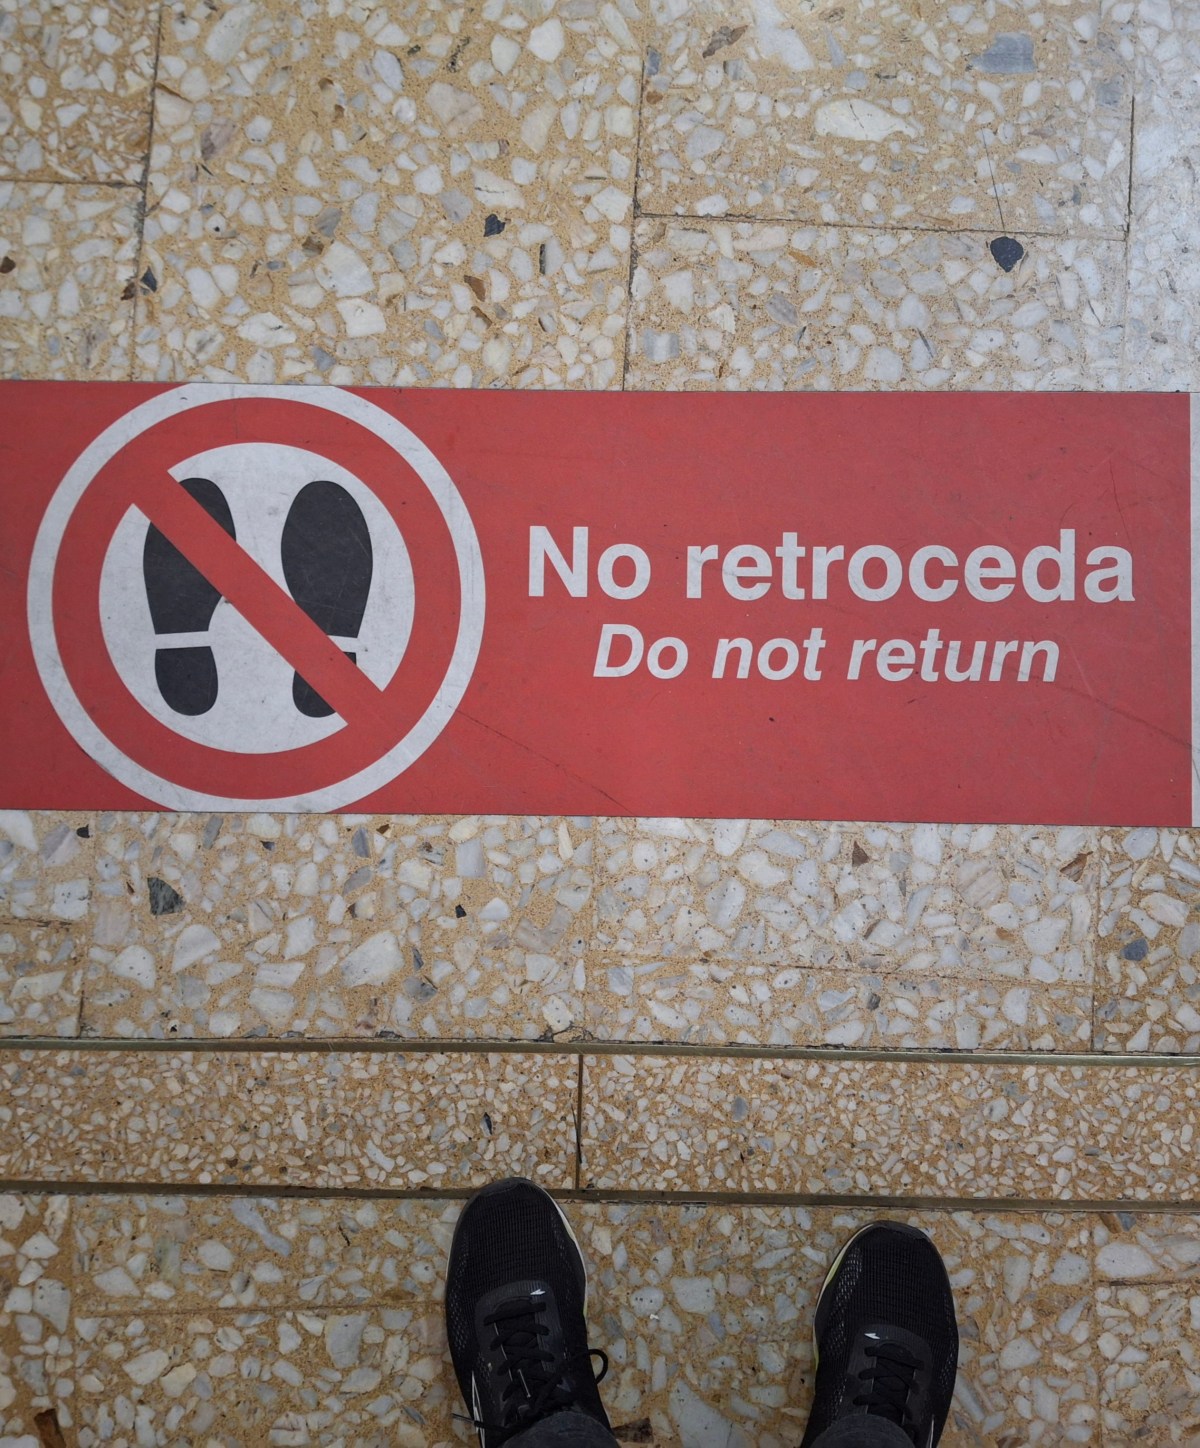 No retroceda
Do not return